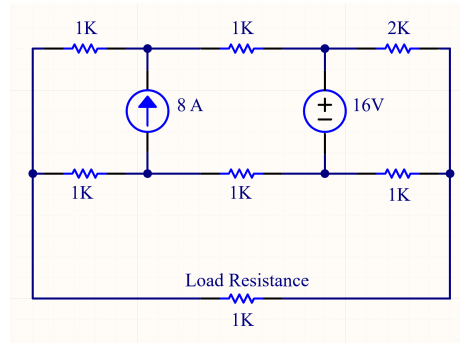 1K 1K 2K
8 A + 16V
−
1K 1K 1K
Load Resistance
1K